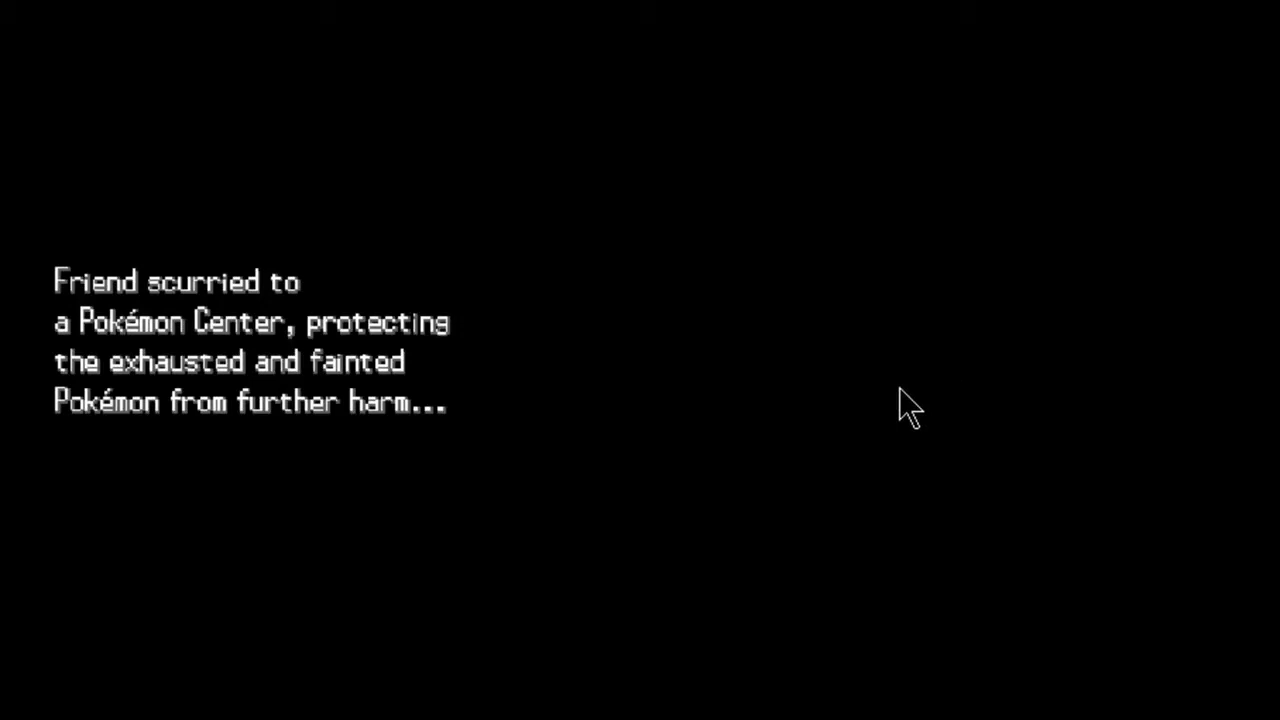 Friend scurried to
a Pokémon Center, protecting
the exhausted and fainted
Pokémon from further harm...